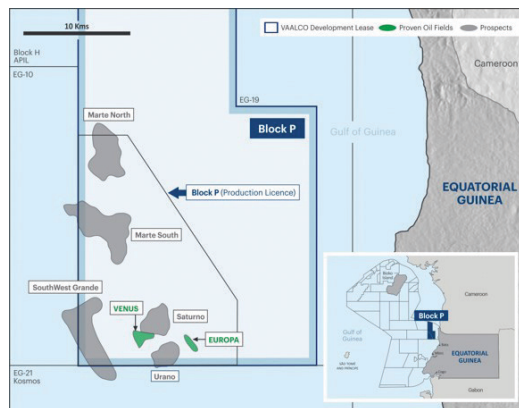 10 Kms
VAALCO Development Lease
Proven Oil Fields
Prospects
Block H
APIL
EG-10
EG-19
Cameroon
Marte North
Block P
Gulf of Guinea
Block P (Production Licence)
EQUATORIAL
GUINEA
Marte South
SouthWest Grande
VENUS
Saturno
EUROPA
Urano
EG-21
Kosmos
Cameroon
Block P
Gulf of
Guinea
EQUATORIAL
GUINEA
Gabon